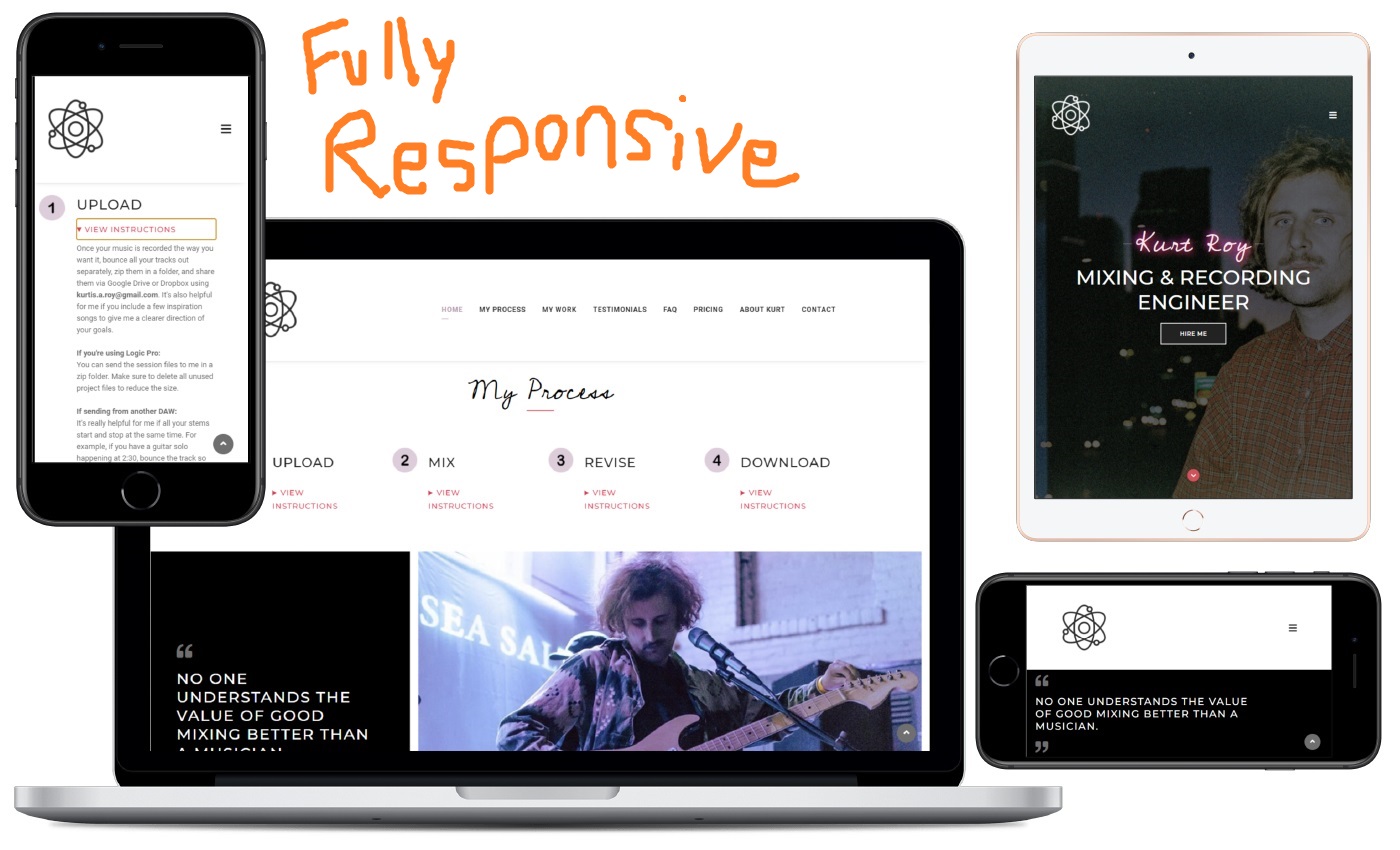 Fully
Responsive
1
UPLOAD
▾ VIEW INSTRUCTIONS
Once your music is recorded the way you
want it, bounce all your tracks out
separately, zip them in a folder, and share
them via Google Drive or Dropbox using
kurtis.a.roy@gmail.com. It's also helpful
for me if you include a few inspiration
songs to give me a clearer direction of
your goals.
If you're using Logic Pro:
You can send the session files to me in a
zip folder. Make sure to delete all unused
project files to reduce the size.
If sending from another DAW:
It's really helpful for me if all your stems
start and stop at the same time. For
example, if you have a guitar solo
happening at 2:30, bounce the track so
HOME MY PROCESS MY WORK TESTIMONIALS FAQ PRICING ABOUT KURT CONTACT
My Process
UPLOAD
▸ VIEW
INSTRUCTIONS
2 MIX
▸ VIEW
INSTRUCTIONS
3 REVISE
▸ VIEW
INSTRUCTIONS
4 DOWNLOAD
▸ VIEW
INSTRUCTIONS
“
NO ONE
UNDERSTANDS THE
VALUE OF GOOD
MIXING BETTER THAN
A MUSICIAN
SEA SAL
Kurt Roy
MIXING & RECORDING
ENGINEER
HIRE ME
“
NO ONE UNDERSTANDS THE VALUE
OF GOOD MIXING BETTER THAN A
MUSICIAN.
”